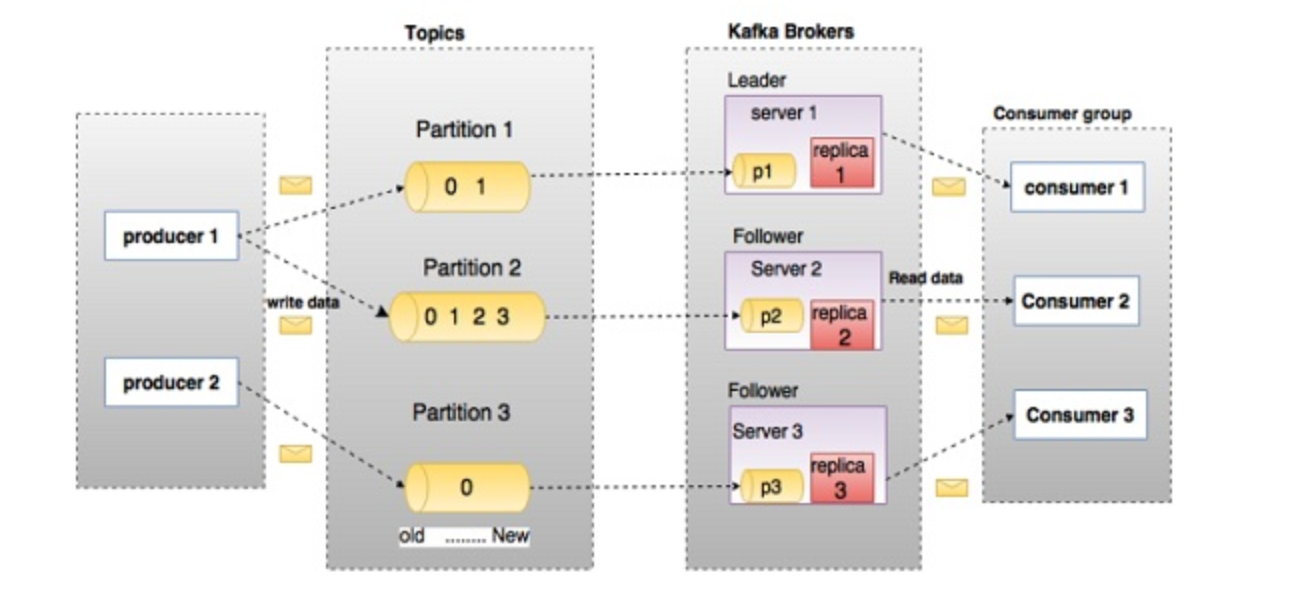 Topics
Kafka Brokers
Consumer group
producer 1
producer 2
write data
Partition 1
0 1
Partition 2
0 1 2 3
Partition 3
0
old ........ New
Leader
server 1
p1
replica
1
Follower
Server 2
p2
replica
2
Follower
Server 3
p3
replica
3
Read data
consumer 1
Consumer 2
Consumer 3